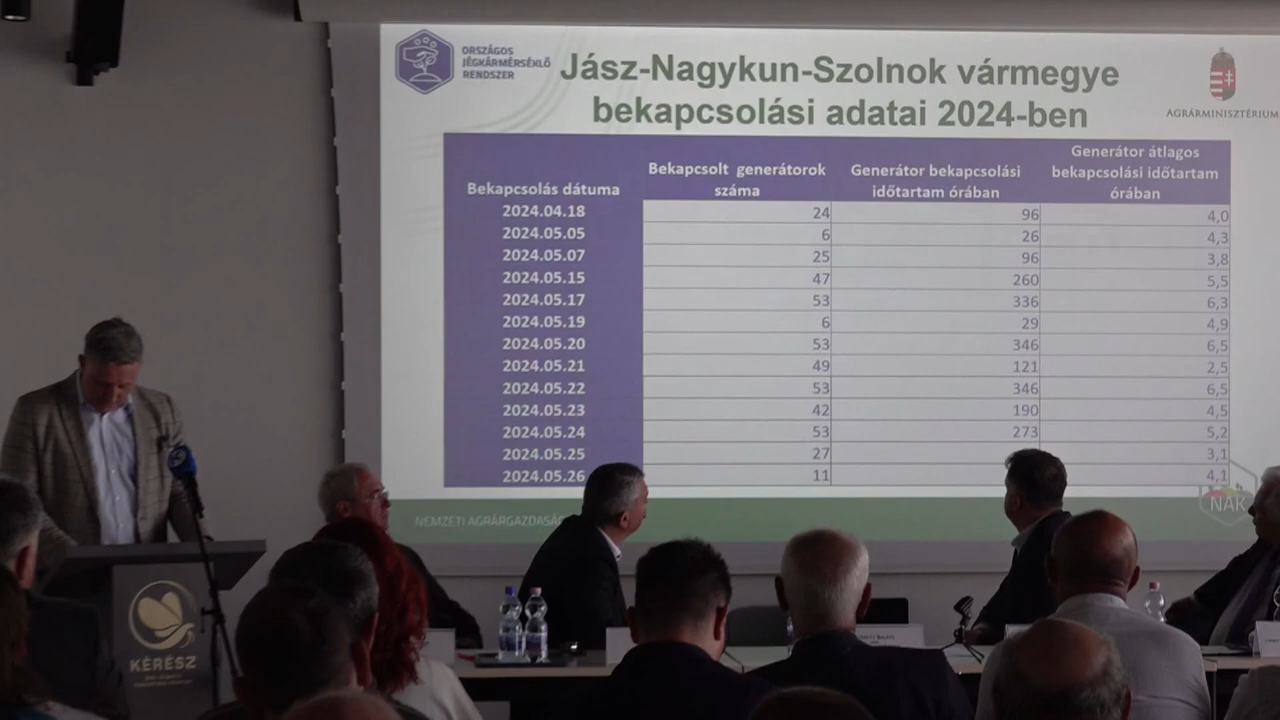 ORSZÁGOS
JÉGKÁRMÉRSÉKLŐ
RENDSZER
Jász-Nagykun-Szolnok vármegye
bekapcsolási adatai 2024-ben
AGRÁRMINISZTÉRIUM
Bekapcsolás dátuma Bekapcsolt generátorok száma Generátor bekapcsolási időtartam órában Generátor átlagos bekapcsolási időtartam órában
2024.04.18 24 96 4,0
2024.05.05 6 26 4,3
2024.05.07 25 96 3,8
2024.05.15 47 260 5,5
2024.05.17 53 336 6,3
2024.05.19 6 29 4,9
2024.05.20 53 346 6,5
2024.05.21 49 121 2,5
2024.05.22 53 346 6,5
2024.05.23 42 190 4,5
2024.05.24 53 273 5,2
2024.05.25 27 3,1
2024.05.26 11 4,1
NEMZETI AGRÁRGAZDASÁG
NAK
KERÉSZ